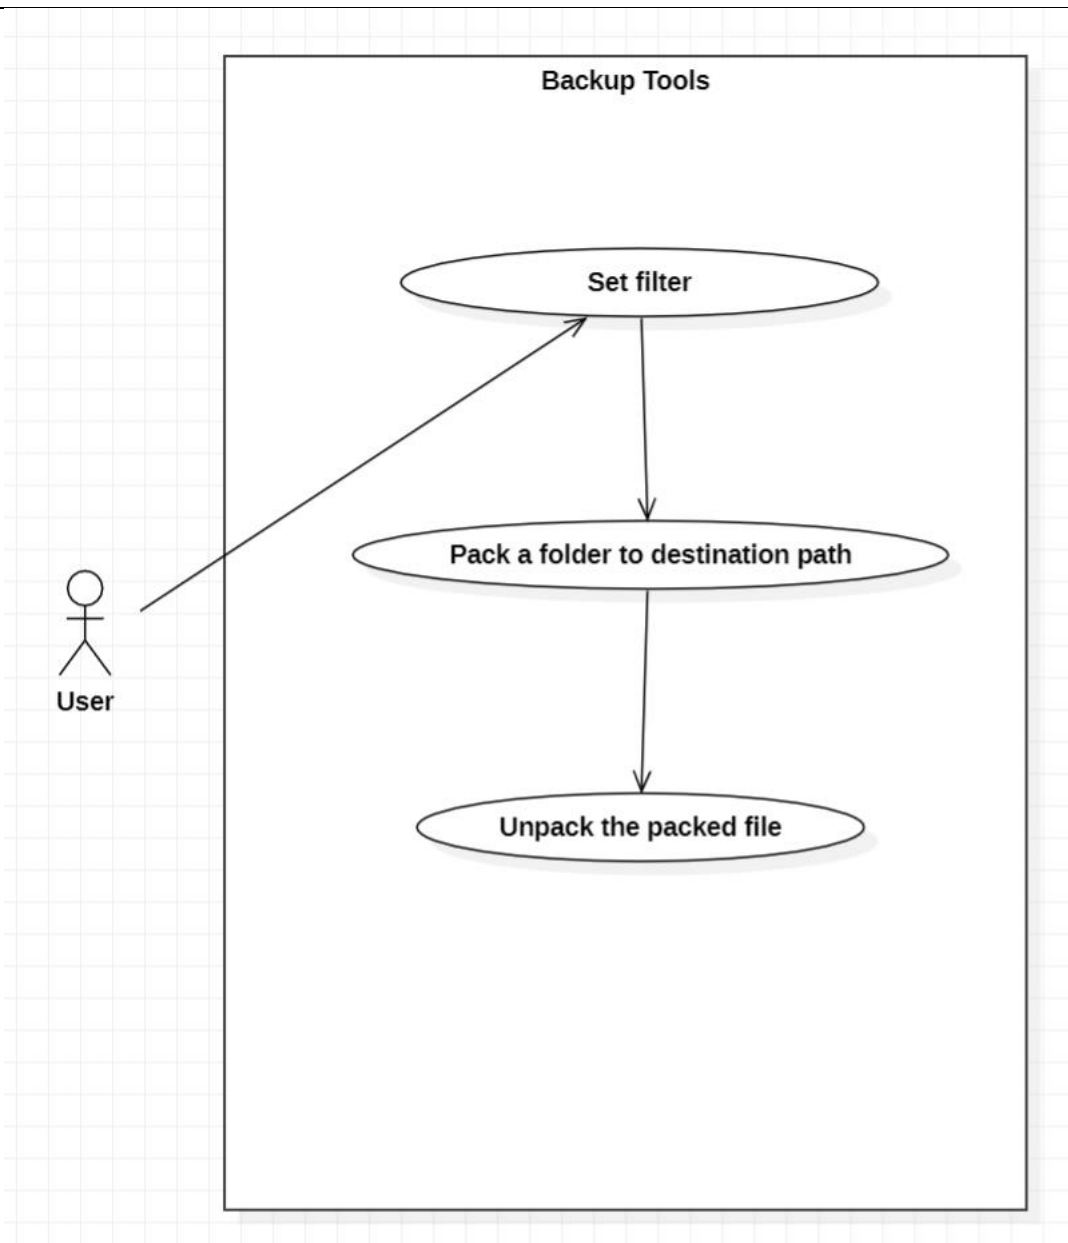 Backup Tools
Set filter
Pack a folder to destination path
User
Unpack the packed file